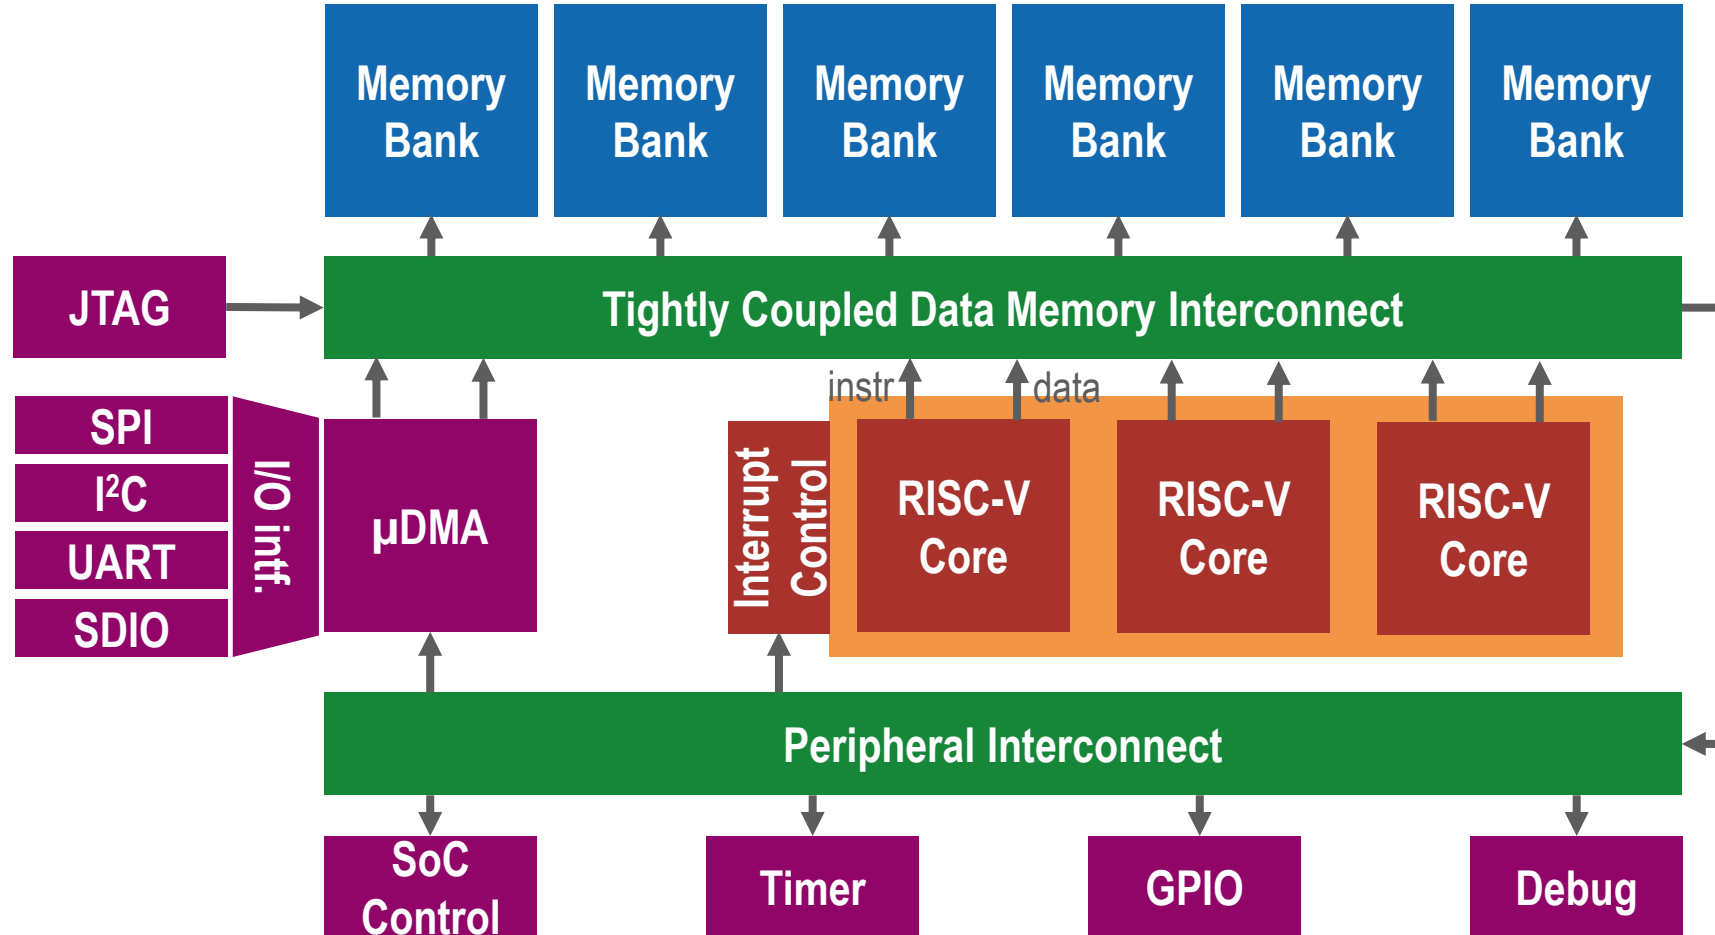 Memory
Bank
Memory
Bank
Memory
Bank
Memory
Bank
Memory
Bank
Memory
Bank
JTAG
Tightly Coupled Data Memory Interconnect
instr
data
SPI
I²C
UART
SDIO
I/O intf.
µDMA
Interrupt
Control
RISC-V
Core
RISC-V
Core
RISC-V
Core
Peripheral Interconnect
SoC
Control
Timer
GPIO
Debug